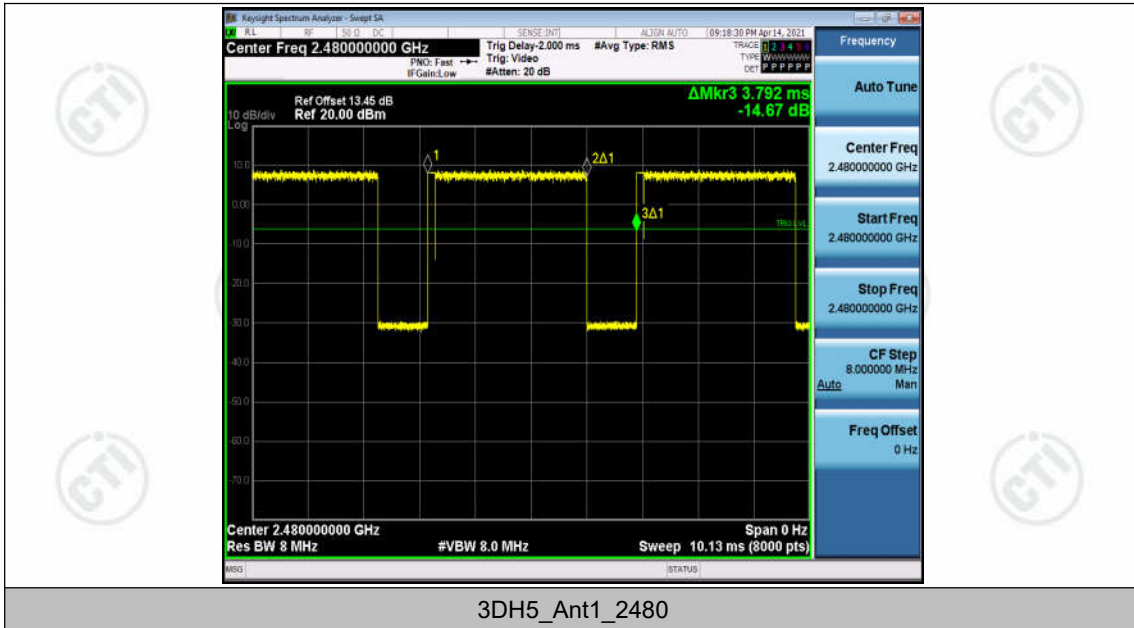 Keysight Spectrum Analyzer - Swept SA
RL RF 50 Ω DC SENSE:INT ALIGN AUTO 09:18:30 PM Apr 14, 2021
Center Freq 2.480000000 GHz
PNO: Fast
IFGain:Low
Trig Delay-2.000 ms
Trig: Video
#Atten: 20 dB
#Avg Type: RMS
TRACE 1 2 3 4 5 6
TYPE
DET P P P P P P
Frequency
Auto Tune
Center Freq
2.480000000 GHz
Start Freq
2.480000000 GHz
Stop Freq
2.480000000 GHz
CF Step
8.000000 MHz
Auto Man
Freq Offset
0 Hz
ΔMkr3 3.792 ms
-14.67 dB
Ref Offset 13.45 dB
10 dB/div Ref 20.00 dBm
Log
10.0
0.00
-10.0
-20.0
-30.0
-40.0
-50.0
-60.0
-70.0
1
2Δ1
3Δ1
TRIG LVL
Center 2.480000000 GHz Span 0 Hz
Res BW 8 MHz #VBW 8.0 MHz Sweep 10.13 ms (8000 pts)
MSG STATUS
3DH5_Ant1_2480
CTI
CTI
CTI
CTI